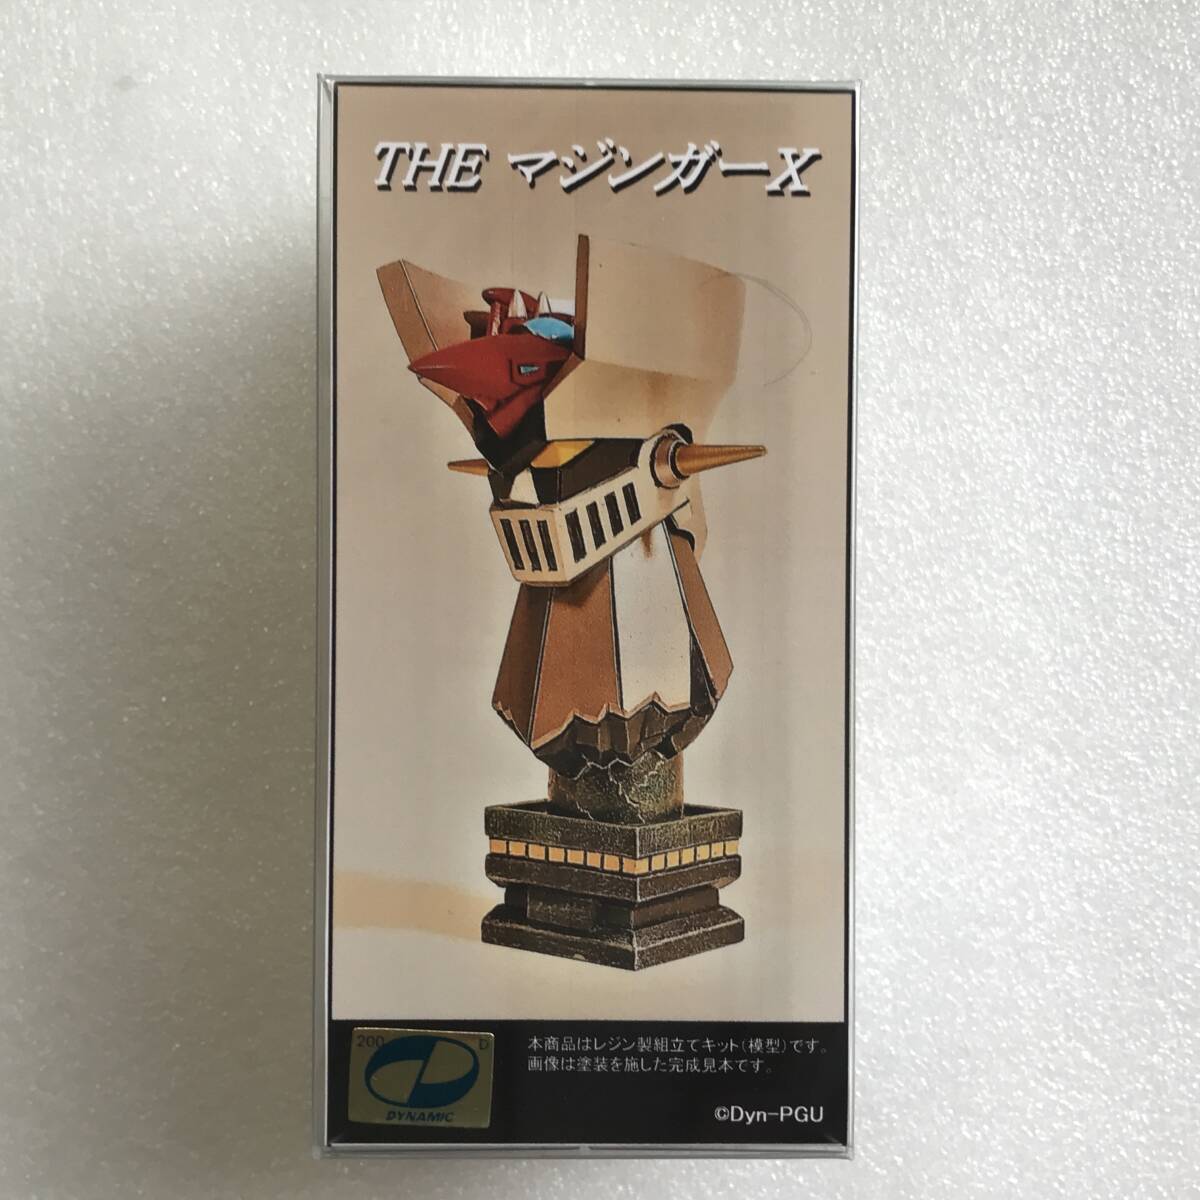 THE マジンガーX
200 D
DYNAMIC
本商品はレジン製組立てキット(模型)です。
画像は塗装を施した完成見本です。
©Dyn-PGU